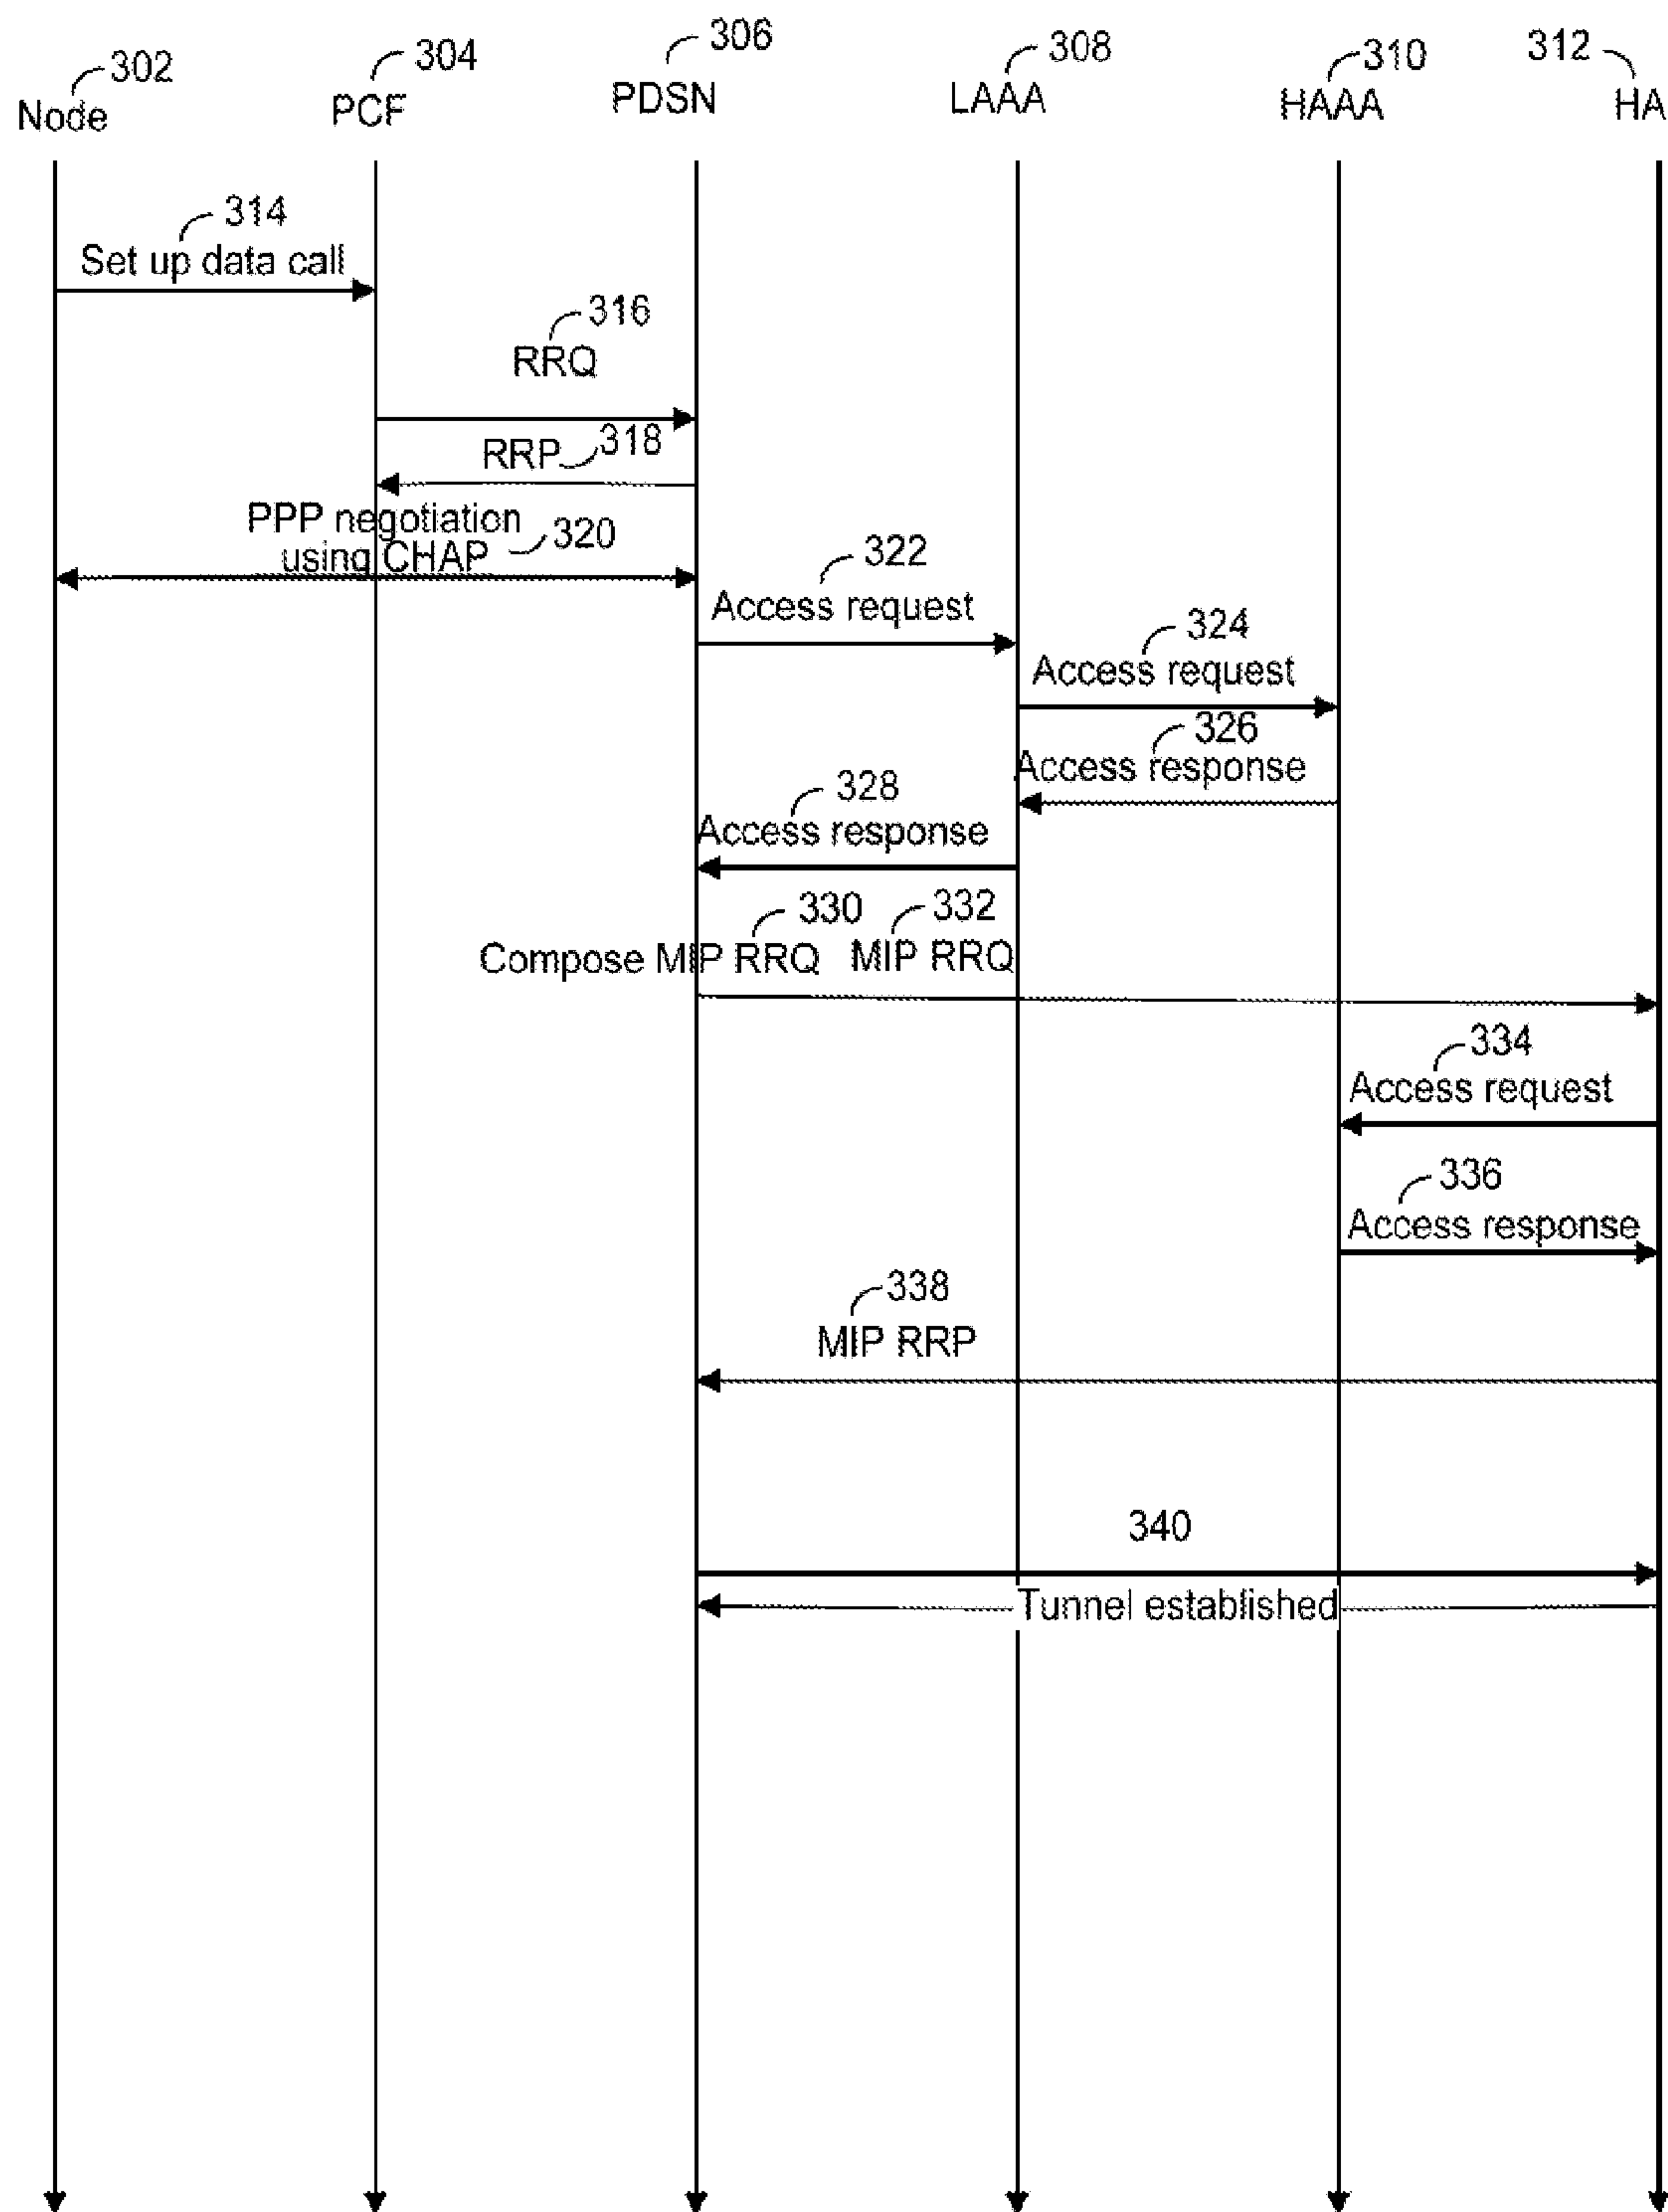 302
304
306
308
310
312
Node
PCF
PDSN
LAAA
HAAA
HA
314
Set up data call
316
RRQ
RRP 318
PPP negotiation
using CHAP 320
322
Access request
324
Access request
326
Access response
328
Access response
330
332
Compose MIP RRQ
MIP RRQ
334
Access request
336
Access response
338
MIP RRP
340
Tunnel established